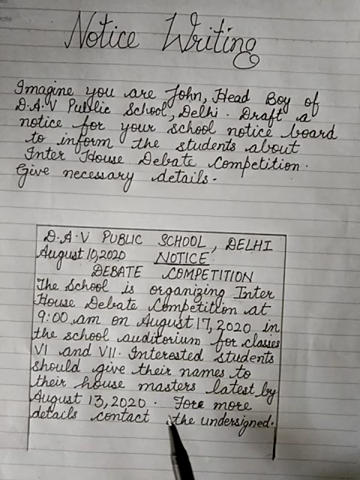 Notice Writing
Imagine you are John, Head Boy of
D.A.V Public School, Delhi. Draft a
notice for your school notice board
to inform the students about
Inter House Debate Competition.
Give necessary details.
D.A.V PUBLIC SCHOOL, DELHI
August 10,2020 NOTICE
DEBATE COMPETITION
The School is organizing Inter
House Debate Competition at
9:00 am on August 17, 2020 in
the school auditorium for classes
VI and VII. Interested students
should give their names to
their house masters latest by
August 13, 2020. Fore more
details contact the undersigned.